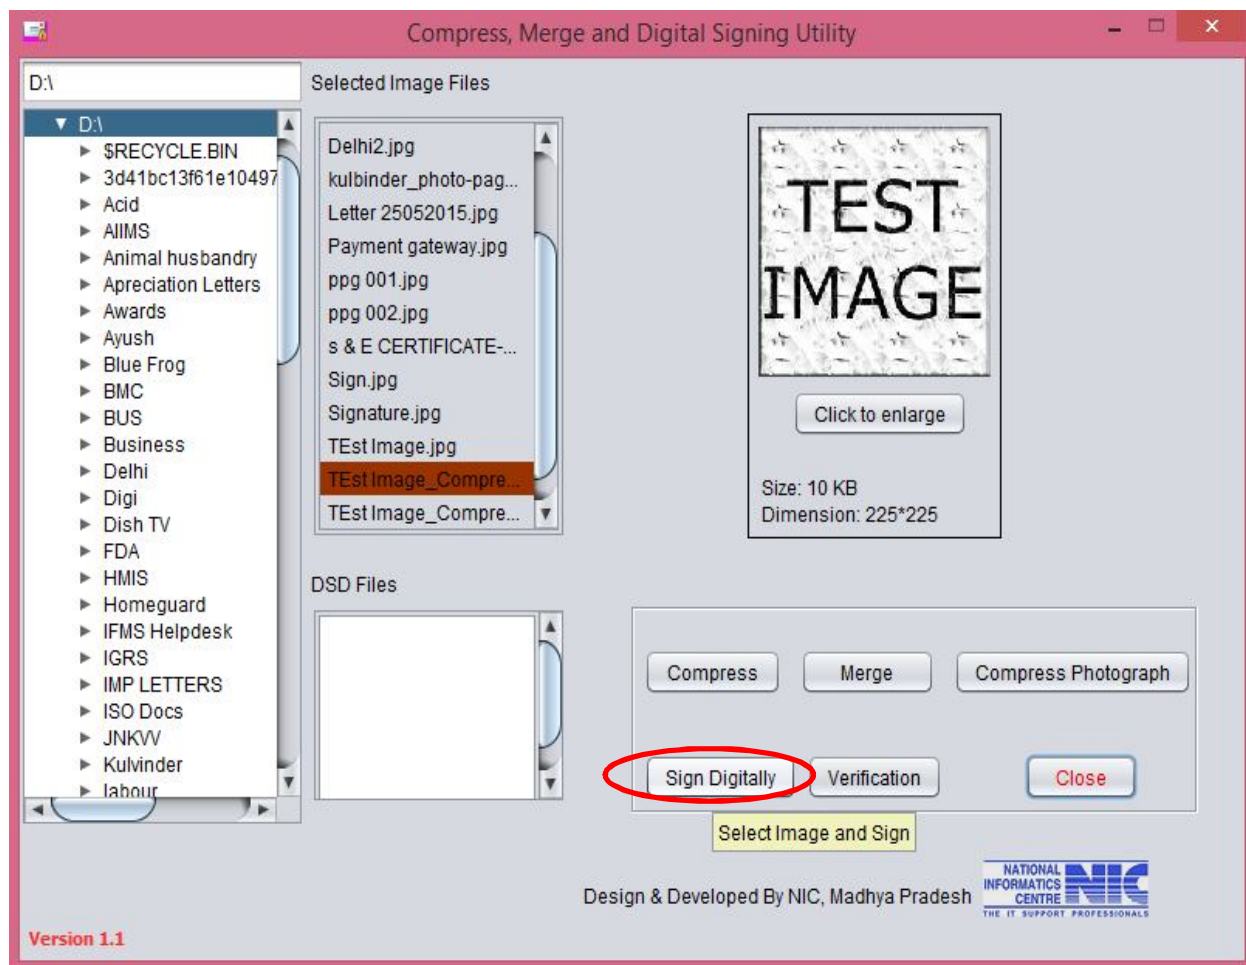 Compress, Merge and Digital Signing Utility
D:\
Selected Image Files
D:\
$RECYCLE.BIN
3d41bc13f61e10497
Acid
AIIMS
Animal husbandry
Apreciation Letters
Awards
Ayush
Blue Frog
BMC
BUS
Business
Delhi
Digi
Dish TV
FDA
HMIS
Homeguard
IFMS Helpdesk
IGRS
IMP LETTERS
ISO Docs
JNKVV
Kulvinder
labour
Delhi2.jpg
kulbinder_photo-pag...
Letter 25052015.jpg
Payment gateway.jpg
ppg 001.jpg
ppg 002.jpg
s & E CERTIFICATE-...
Sign.jpg
Signature.jpg
TEst Image.jpg
TEst Image_Compre...
TEst Image_Compre...
TEST
IMAGE
Click to enlarge
Size: 10 KB
Dimension: 225*225
DSD Files
Compress Merge Compress Photograph
Sign Digitally Verification Close
Select Image and Sign
Design & Developed By NIC, Madhya Pradesh
NATIONAL
INFORMATICS
CENTRE
NIC
THE IT SUPPORT PROFESSIONALS
Version 1.1